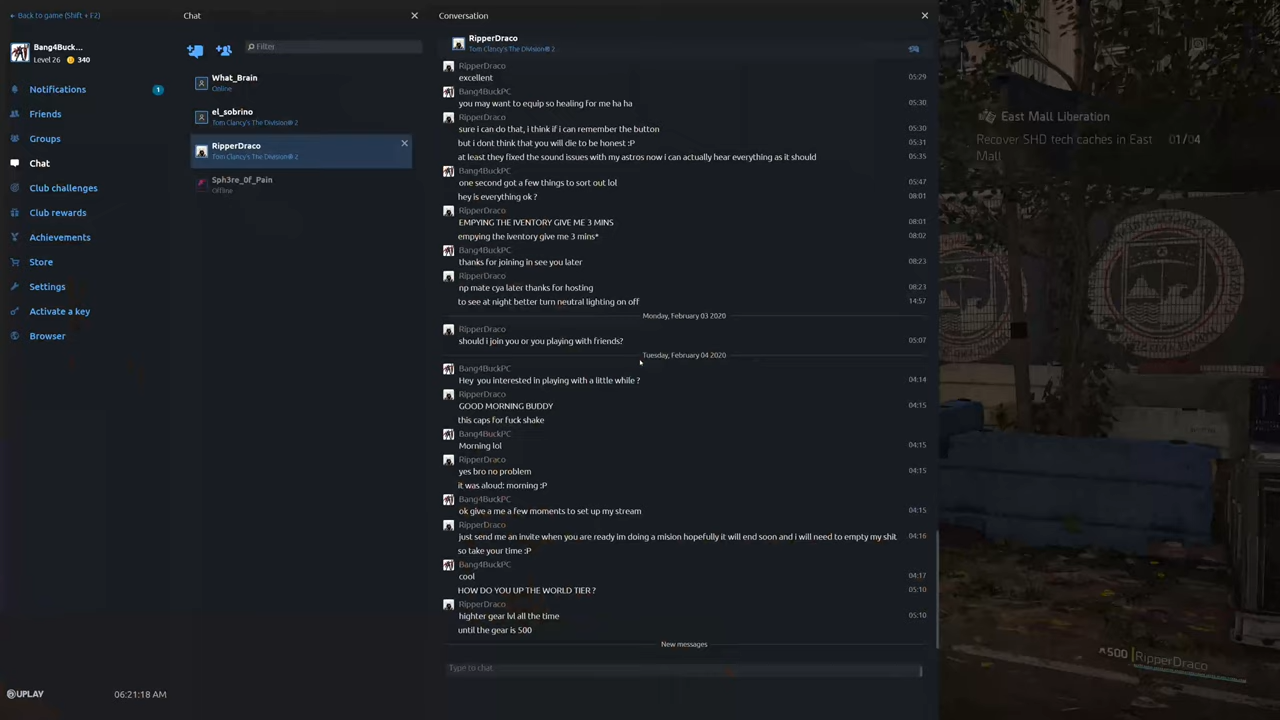 Back to game (Shift + F2)
Chat
Conversation
Bang4Buck...
Level 26 340
Filter
RipperDraco
Tom Clancy's The Division® 2
Notifications 1
Friends
Groups
Chat
Club challenges
Club rewards
Achievements
Store
Settings
Activate a key
Browser
What_Brain
Online
el_sobrino
Tom Clancy's The Division® 2
RipperDraco
Tom Clancy's The Division® 2
Sph3re_0f_Pain
Offline
RipperDraco
excellent 05:29
Bang4BuckPC
you may want to equip so healing for me ha ha 05:30
RipperDraco
sure i can do that, i think if i can remember the button 05:30
but i dont think that you will die to be honest :P 05:31
at least they fixed the sound issues with my astros now i can actually hear everything as it should 05:35
Bang4BuckPC
one second got a few things to sort out lol 05:47
hey is everything ok ? 08:01
RipperDraco
EMPYING THE IVENTORY GIVE ME 3 MINS 08:01
empying the iventory give me 3 mins* 08:02
Bang4BuckPC
thanks for joining in see you later 08:23
RipperDraco
np mate cya later thanks for hosting 08:23
to see at night better turn neutral lighting on off 14:57
Monday, February 03 2020
RipperDraco
should i join you or you playing with friends? 05:07
Tuesday, February 04 2020
Bang4BuckPC
Hey you interested in playing with a little while ? 04:14
RipperDraco
GOOD MORNING BUDDY 04:15
this caps for fuck shake
Bang4BuckPC
Morning lol 04:15
RipperDraco
yes bro no problem 04:15
it was aloud: morning :P
Bang4BuckPC
ok give a me a few moments to set up my stream 04:15
RipperDraco
just send me an invite when you are ready im doing a mision hopefully it will end soon and i will need to empty my shit 04:16
so take your time :P
Bang4BuckPC
cool 04:17
HOW DO YOU UP THE WORLD TIER ? 05:10
RipperDraco
highter gear lvl all the time 05:10
until the gear is 500
New messages
Type to chat
UPLAY 06:21:18 AM
East Mall Liberation
Recover SHD tech caches in East 01/04
Mall
500 RipperDraco